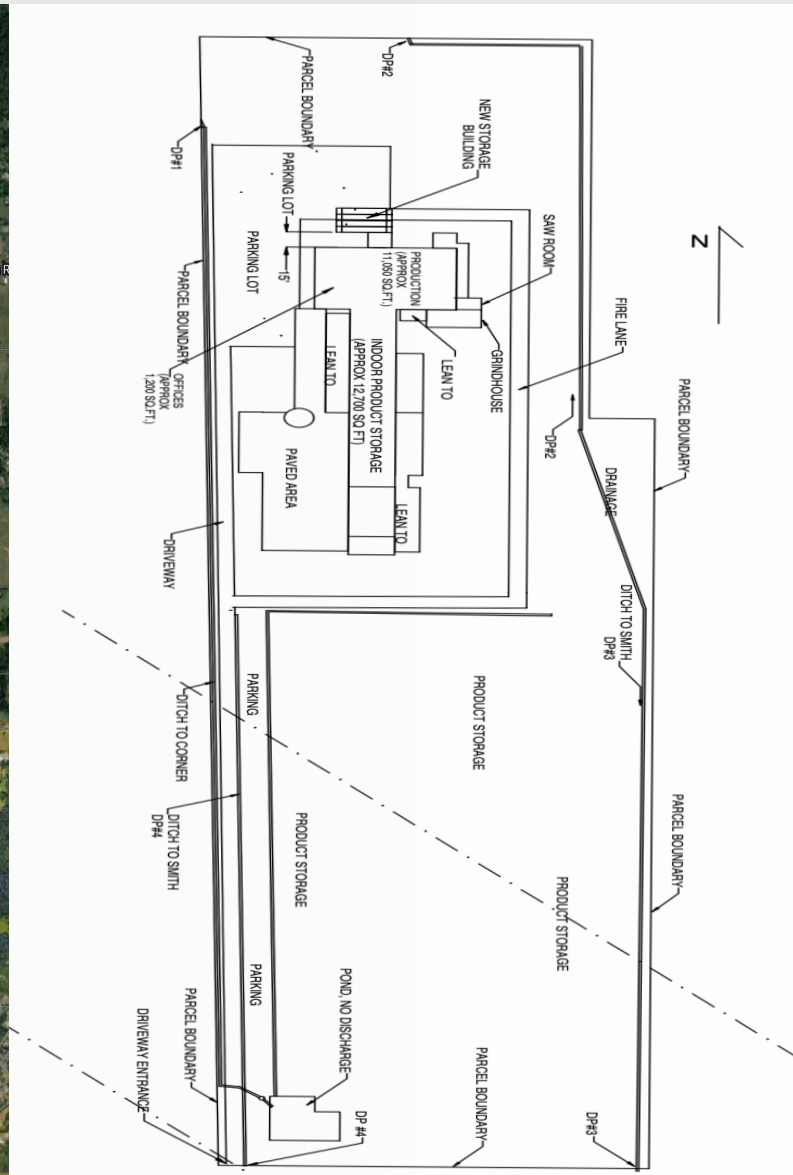 DP#2
PARCEL BOUNDARY
DP#1
NEW STORAGE
BUILDING
PARKING LOT
SAW ROOM
Z
PARKING LOT
15'
PRODUCTION
(APPROX
11,050 SQ.FT.)
FIRE LANE
PARCEL BOUNDARY
OFFICES
(APPROX
1,200 SQ.FT.)
LEAN TO
INDOOR PRODUCT STORAGE
(APPROX 12,700 SQ FT)
LEAN TO
GRINDHOUSE
PARCEL BOUNDARY
DP#2
DRAINAGE
PAVED AREA
LEAN TO
DRIVEWAY
DITCH TO SMITH
DP#3
PARKING
PRODUCT STORAGE
DITCH TO CORNER
DITCH TO SMITH
DP#4
PRODUCT STORAGE
PARCEL BOUNDARY
PRODUCT STORAGE
PARKING
POND, NO DISCHARGE
PARCEL BOUNDARY
DRIVEWAY ENTRANCE
PARCEL BOUNDARY
DP #4
DP#3
R